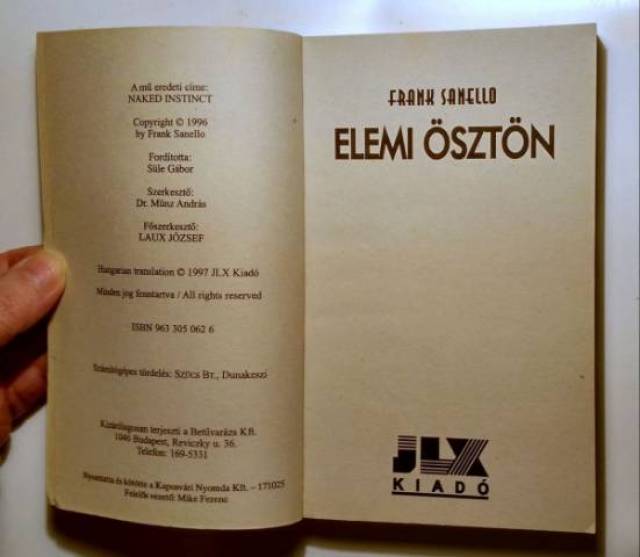 A mű eredeti címe:
NAKED INSTINCT
Copyright © 1996
by Frank Sanello
Fordította:
Süle Gábor
Szerkesztő:
Dr. Münz András
Főszerkesztő:
LAUX JÓZSEF
Hungarian translation © 1997 JLX Kiadó
Minden jog fenntartva / All rights reserved
ISBN 963 305 062 6
Számítógépes tördelés: SZŰCS BT., Dunakeszi
Kizárólagosan terjeszti a Betűvarázs Kft.
1046 Budapest, Reviczky u. 36.
Telefon: 169-5331
Nyomtatta és kötötte a Kaposvári Nyomda Kft. – 171025
Felelős vezető: Mike Ferenc
FRANK SANELLO
ELEMI ÖSZTÖN
JLX
KIADÓ